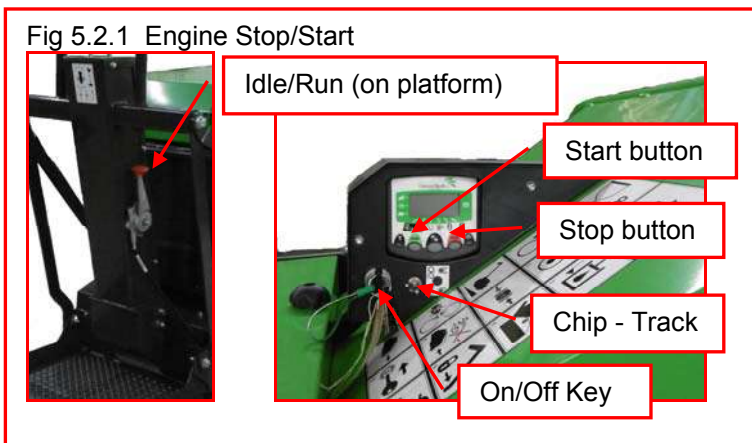 Fig 5.2.1 Engine Stop/Start
Idle/Run (on platform)
Start button
Stop button
Chip - Track
On/Off Key